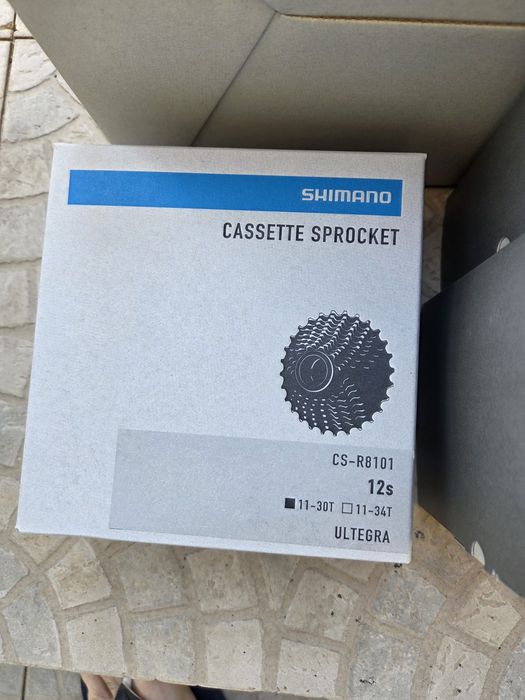 SHIMANO
CASSETTE SPROCKET
CS-R8101
12s
■11-30T □11-34T
ULTEGRA